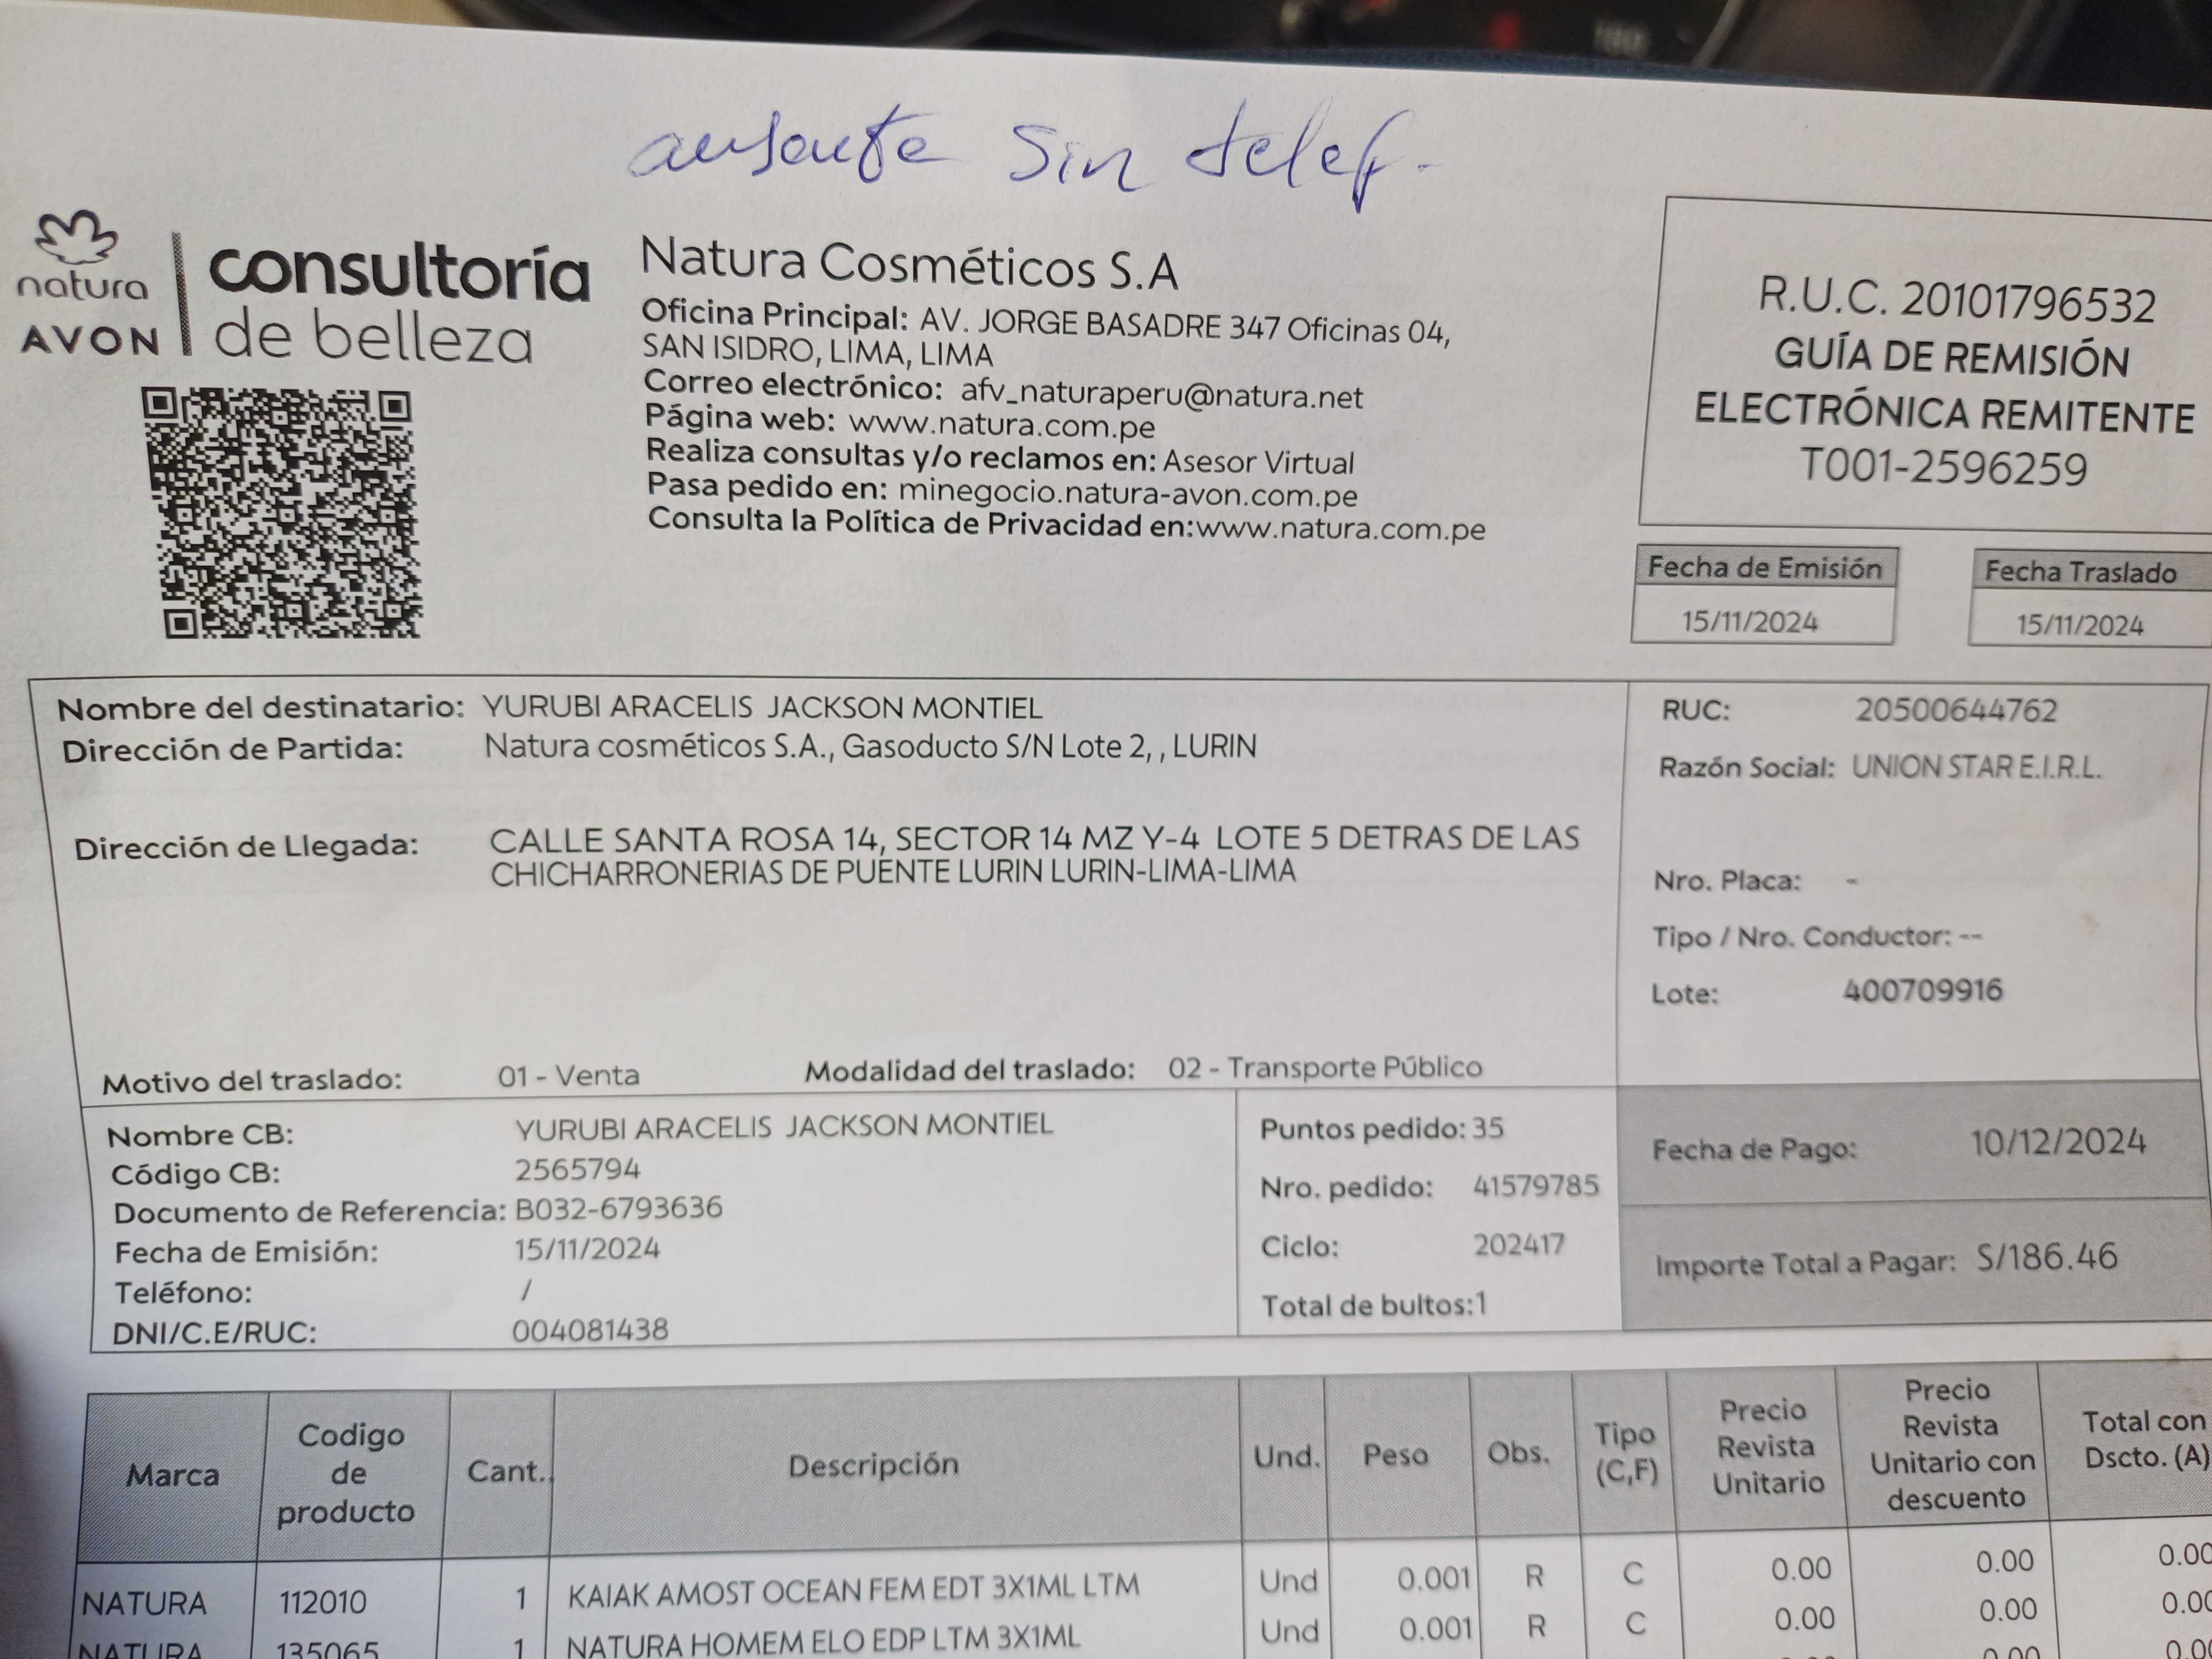 ausente sin telef.
natura
AVON
consultoría
de belleza
Natura Cosméticos S.A
Oficina Principal: AV. JORGE BASADRE 347 Oficinas 04,
SAN ISIDRO, LIMA, LIMA
Correo electrónico: afv_naturaperu@natura.net
Página web: www.natura.com.pe
Realiza consultas y/o reclamos en: Asesor Virtual
Pasa pedido en: minegocio.natura-avon.com.pe
Consulta la Política de Privacidad en:www.natura.com.pe
R.U.C. 20101796532
GUÍA DE REMISIÓN
ELECTRÓNICA REMITENTE
T001-2596259
Fecha de Emisión
15/11/2024
Fecha Traslado
15/11/2024
Nombre del destinatario: YURUBI ARACELIS JACKSON MONTIEL
Dirección de Partida: Natura cosméticos S.A., Gasoducto S/N Lote 2, , LURIN
Dirección de Llegada: CALLE SANTA ROSA 14, SECTOR 14 MZ Y-4 LOTE 5 DETRAS DE LAS
CHICHARRONERIAS DE PUENTE LURIN LURIN-LIMA-LIMA
Motivo del traslado: 01 - Venta Modalidad del traslado: 02 - Transporte Público
RUC: 20500644762
Razón Social: UNION STAR E.I.R.L.
Nro. Placa: -
Tipo / Nro. Conductor: --
Lote: 400709916
Nombre CB: YURUBI ARACELIS JACKSON MONTIEL
Código CB: 2565794
Documento de Referencia: B032-6793636
Fecha de Emisión: 15/11/2024
Teléfono: /
DNI/C.E/RUC: 004081438
Puntos pedido: 35
Nro. pedido: 41579785
Ciclo: 202417
Total de bultos:1
Fecha de Pago: 10/12/2024
Importe Total a Pagar: S/186.46
Marca
Codigo
de
producto
Cant.
Descripción
Und.
Peso
Obs.
Tipo
(C,F)
Precio
Revista
Unitario
Precio
Revista
Unitario con
descuento
Total con
Dscto. (A)
NATURA 112010 1 KAIAK AMOST OCEAN FEM EDT 3X1ML LTM Und 0.001 R C 0.00 0.00 0.00
NATURA 135065 1 NATURA HOMEM ELO EDP LTM 3X1ML Und 0.001 R C 0.00 0.00 0.00